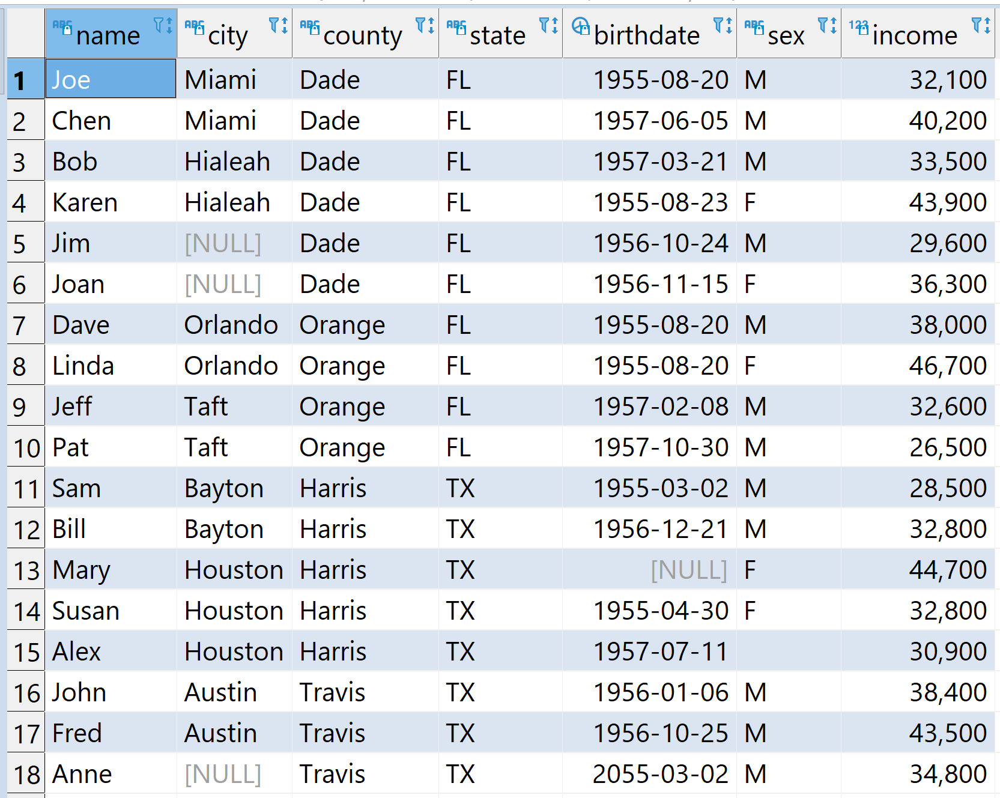 ABC name ABC city ABC county ABC state birthdate ABC sex 123 income
1 Joe Miami Dade FL 1955-08-20 M 32,100
2 Chen Miami Dade FL 1957-06-05 M 40,200
3 Bob Hialeah Dade FL 1957-03-21 M 33,500
4 Karen Hialeah Dade FL 1955-08-23 F 43,900
5 Jim [NULL] Dade FL 1956-10-24 M 29,600
6 Joan [NULL] Dade FL 1956-11-15 F 36,300
7 Dave Orlando Orange FL 1955-08-20 M 38,000
8 Linda Orlando Orange FL 1955-08-20 F 46,700
9 Jeff Taft Orange FL 1957-02-08 M 32,600
10 Pat Taft Orange FL 1957-10-30 M 26,500
11 Sam Bayton Harris TX 1955-03-02 M 28,500
12 Bill Bayton Harris TX 1956-12-21 M 32,800
13 Mary Houston Harris TX [NULL] F 44,700
14 Susan Houston Harris TX 1955-04-30 F 32,800
15 Alex Houston Harris TX 1957-07-11 30,900
16 John Austin Travis TX 1956-01-06 M 38,400
17 Fred Austin Travis TX 1956-10-25 M 43,500
18 Anne [NULL] Travis TX 2055-03-02 M 34,800